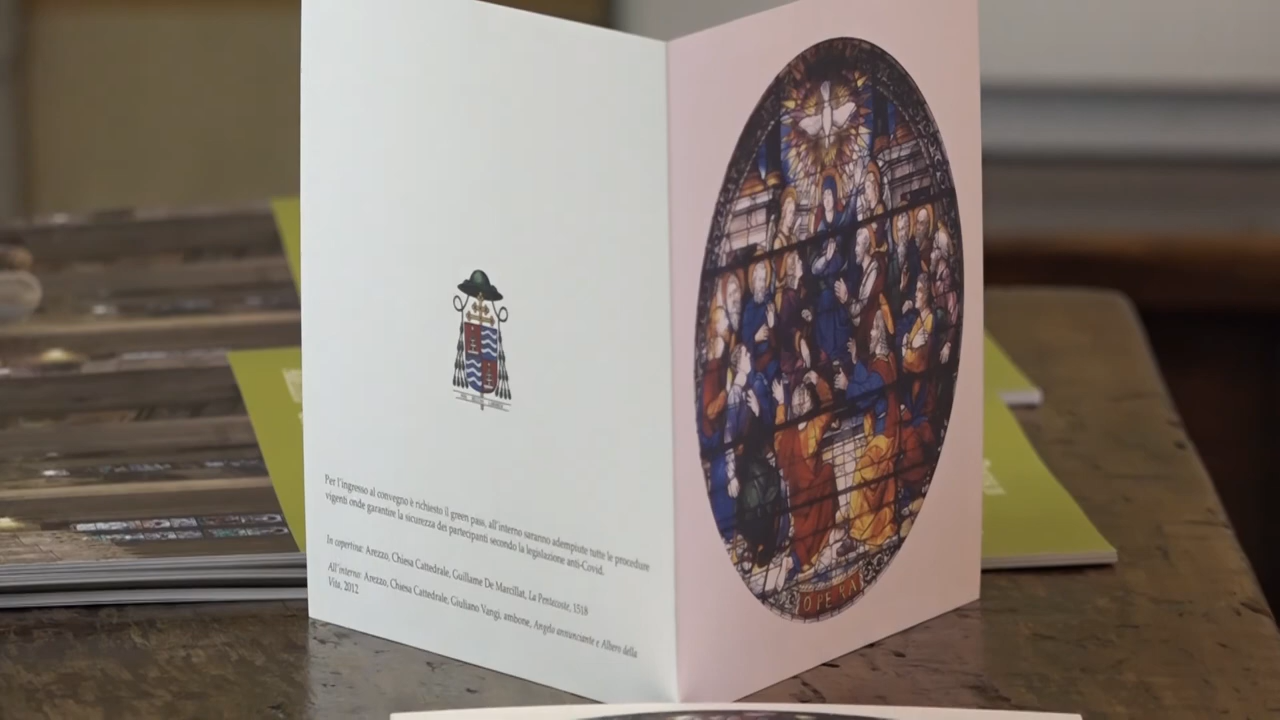 Per l'ingresso al convegno è richiesto il green pass, all'interno saranno adempiute tutte le procedure
vigenti onde garantire la sicurezza dei partecipanti secondo la legislazione anti-Covid.
In copertina: Arezzo, Chiesa Cattedrale, Guillame De Marcillat, La Pentecoste, 1518
All'interno: Arezzo, Chiesa Cattedrale, Giuliano Vangi, ambone, Angelo annunciante e Albero della
Vita, 2012
OPERA